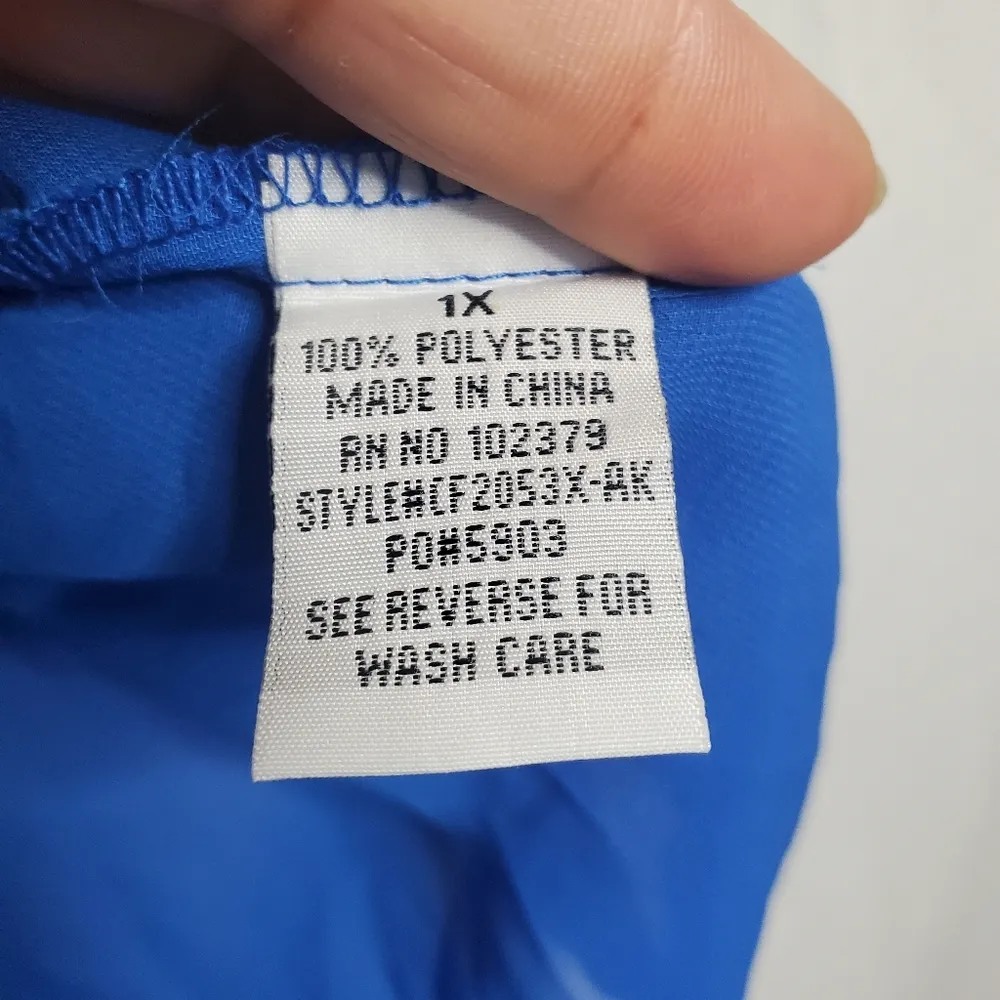 1X
100% POLYESTER
MADE IN CHINA
RN NO 102379
STYLE#CF2053X-AK
PO#5903
SEE REVERSE FOR
WASH CARE